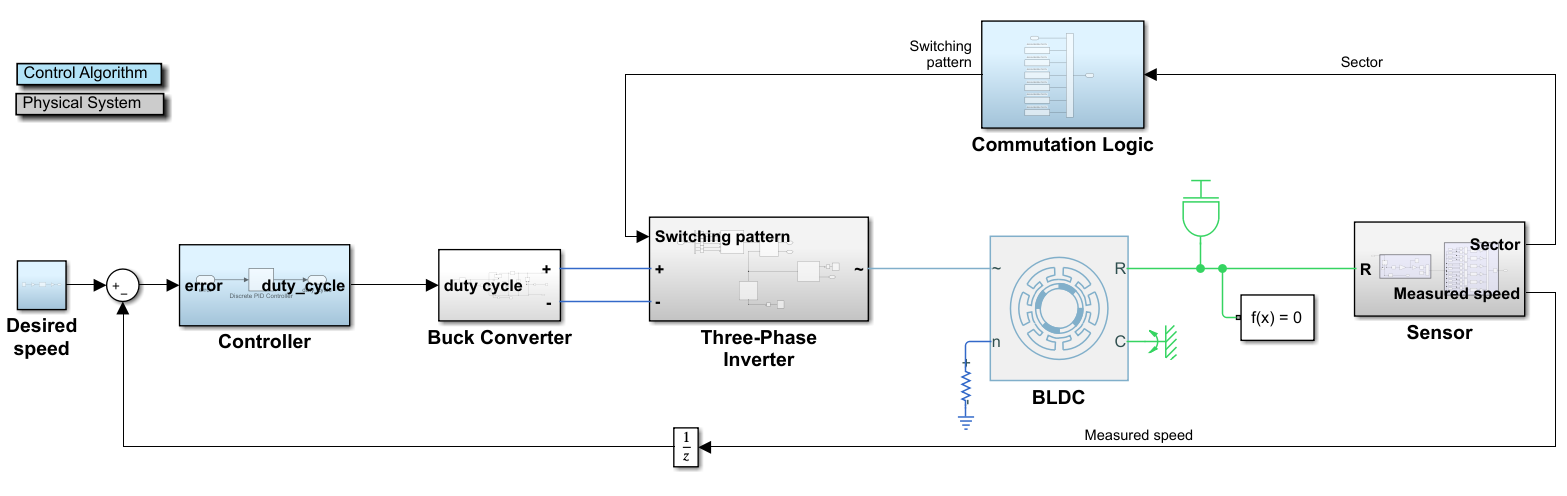 Switching
pattern
Sector
Control Algorithm
Physical System
Commutation Logic
Switching pattern
Sector
+
+
~
~
R
R
error
duty_cycle
duty cycle
+
_
Discrete PID Controller
-
-
Measured speed
f(x) = 0
Desired
speed
Controller
Buck Converter
Three-Phase
Inverter
Sensor
n
C
+
-
BLDC
Measured speed
1
z